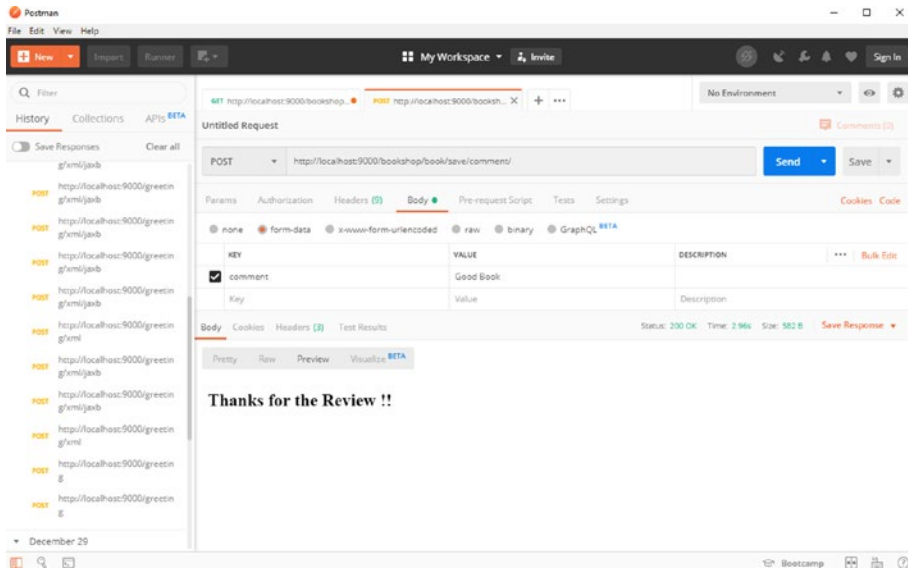 Postman
File Edit View Help
New Import Runner My Workspace Invite Sign In
Filter
History Collections APIs BETA
Save Responses Clear all
g/xml/jaxb
POST http://localhost:9000/greetin
g/xml/jaxb
POST http://localhost:9000/greetin
g/xml/jaxb
POST http://localhost:9000/greetin
g/xml/jaxb
POST http://localhost:9000/greetin
g/xml/jaxb
POST http://localhost:9000/greetin
g/xml
POST http://localhost:9000/greetin
g/xml/jaxb
POST http://localhost:9000/greetin
g/xml/jaxb
POST http://localhost:9000/greetin
g/xml
POST http://localhost:9000/greetin
g
POST http://localhost:9000/greetin
g
December 29
GET http://localhost:9000/bookshop... POST http://localhost:9000/booksh... No Environment
Untitled Request Comments (0)
POST http://localhost:9000/bookshop/book/save/comment/ Send Save
Params Authorization Headers (9) Body Pre-request Script Tests Settings Cookies Code
none form-data x-www-form-urlencoded raw binary GraphQL BETA
KEY VALUE DESCRIPTION Bulk Edit
comment Good Book
Key Value Description
Body Cookies Headers (3) Test Results Status: 200 OK Time: 2.96s Size: 582 B Save Response
Pretty Raw Preview Visualize BETA
Thanks for the Review !!
Bootcamp